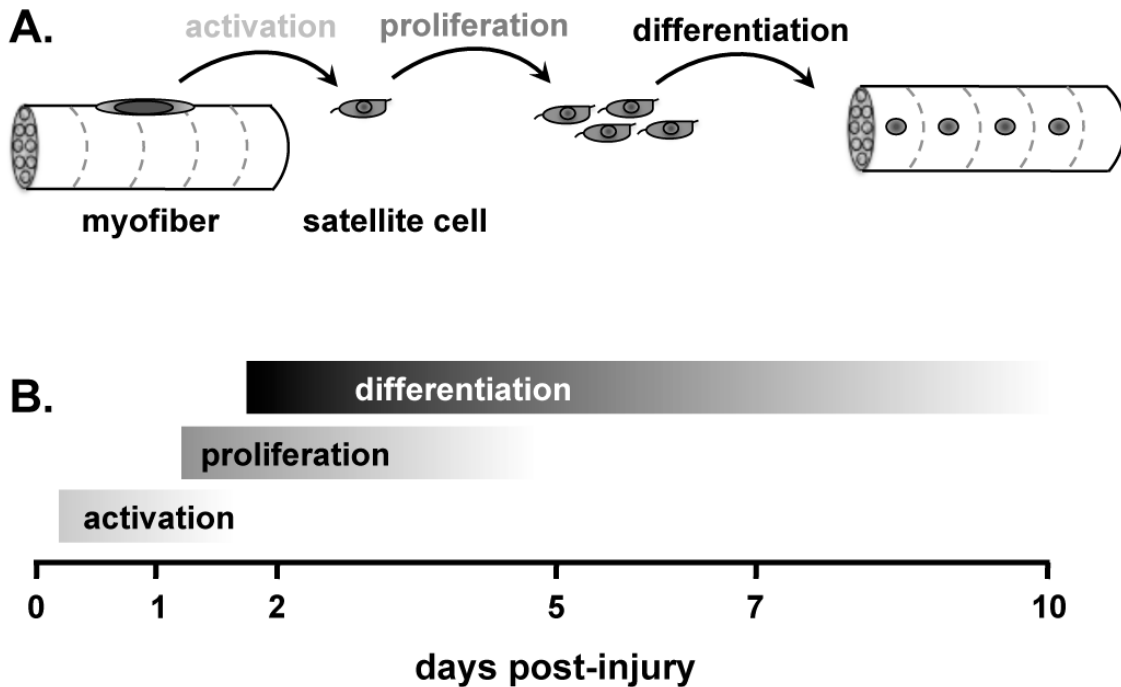 A.
activation
proliferation
differentiation
myofiber
satellite cell
B.
differentiation
proliferation
activation
0 1 2 5 7 10
days post-injury